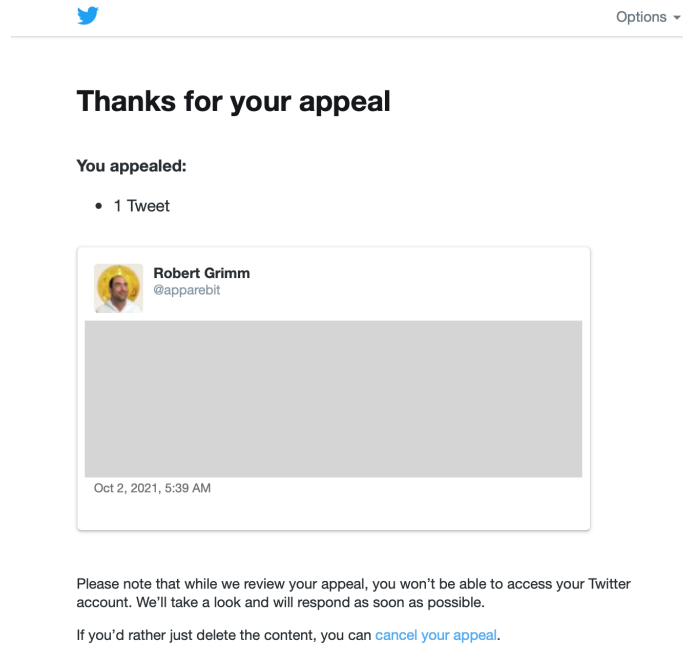 Options
Thanks for your appeal
You appealed:
• 1 Tweet
Robert Grimm
@apparebit
Oct 2, 2021, 5:39 AM
Please note that while we review your appeal, you won’t be able to access your Twitter
account. We’ll take a look and will respond as soon as possible.
If you’d rather just delete the content, you can cancel your appeal.